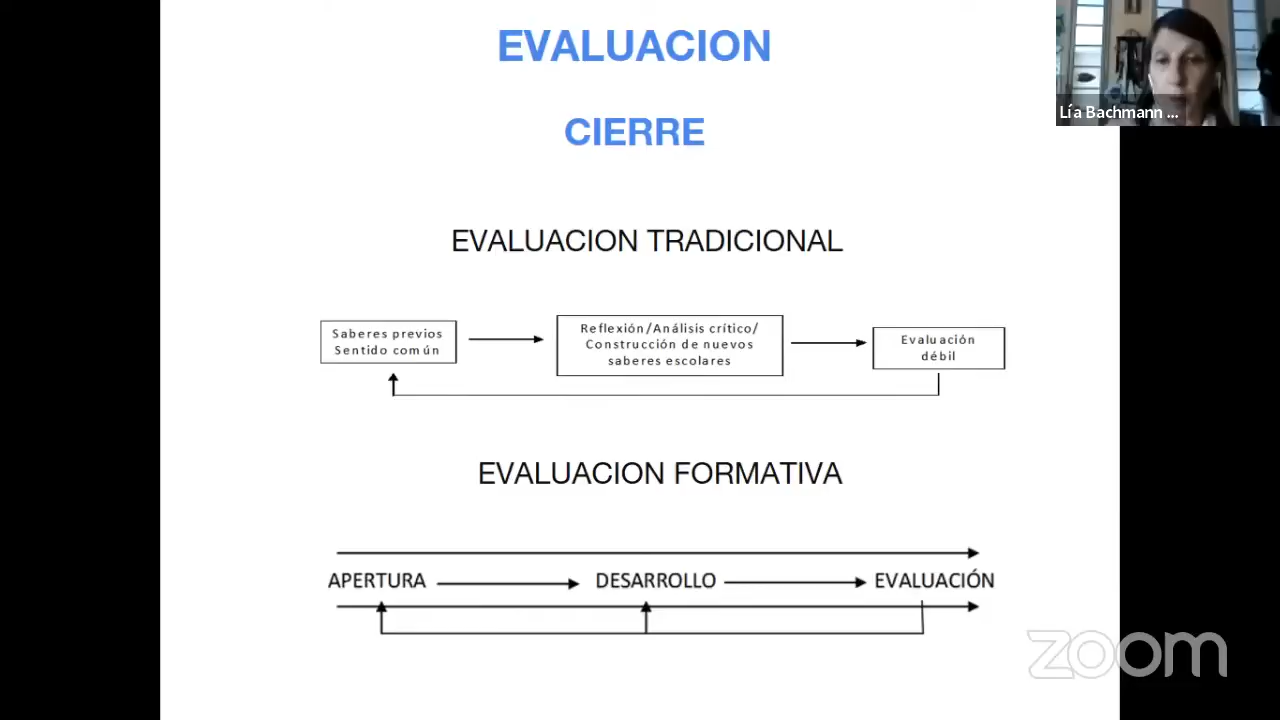 EVALUACION
CIERRE
Lía Bachmann ...
EVALUACION TRADICIONAL
Saberes previos
Sentido común
Reflexión/Análisis crítico/
Construcción de nuevos
saberes escolares
Evaluación
débil
EVALUACION FORMATIVA
APERTURA
DESARROLLO
EVALUACIÓN
zoom